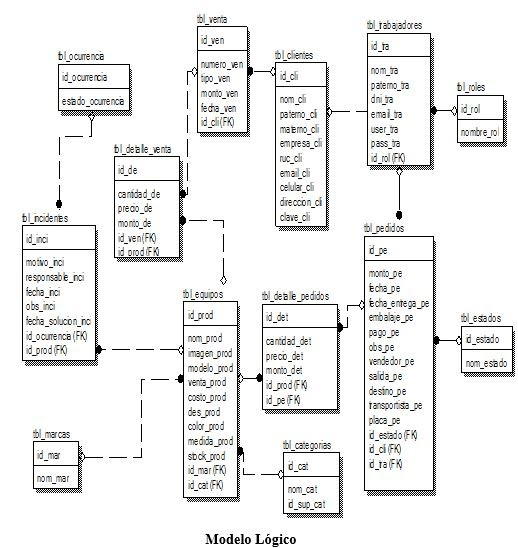 tbl_venta
id_ven
numero_ven
tipo_ven
monto_ven
fecha_ven
id_cli (FK)
tbl_clientes
id_cli
nom_cli
paterno_cli
materno_cli
empresa_cli
ruc_cli
email_cli
celular_cli
direccion_cli
clave_cli
tbl_trabajadores
id_tra
nom_tra
paterno_tra
dni_tra
email_tra
user_tra
pass_tra
id_rol (FK)
tbl_roles
id_rol
nombre_rol
tbl_ocurrencia
id_ocurrencia
estado_ocurrencia
tbl_detalle_venta
id_de
cantidad_de
precio_de
monto_de
id_ven (FK)
id_prod (FK)
tbl_incidentes
id_inci
motivo_inci
responsable_inci
fecha_inci
obs_inci
fecha_solucion_inci
id_ocurrencia (FK)
id_prod (FK)
tbl_equipos
id_prod
nom_prod
imagen_prod
modelo_prod
venta_prod
costo_prod
des_prod
color_prod
medida_prod
stock_prod
id_mar (FK)
id_cat (FK)
tbl_detalle_pedidos
id_det
cantidad_det
precio_det
monto_det
id_prod (FK)
id_pe (FK)
tbl_pedidos
id_pe
monto_pe
fecha_pe
fecha_entrega_pe
embalaje_pe
pago_pe
obs_pe
vendedor_pe
salida_pe
destino_pe
transportista_pe
placa_pe
id_estado (FK)
id_cli (FK)
id_tra (FK)
tbl_estados
id_estado
nom_estado
tbl_marcas
id_mar
nom_mar
tbl_categorias
id_cat
nom_cat
id_sup_cat
Modelo Lógico